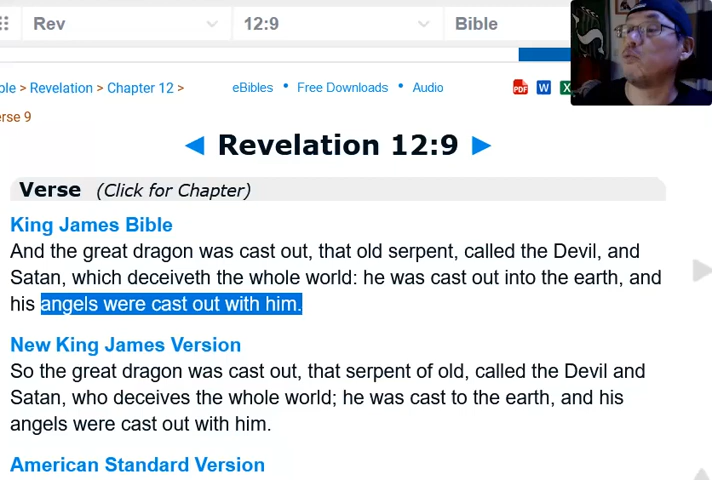 Rev 12:9 Bible
ble > Revelation > Chapter 12 > eBibles • Free Downloads • Audio PDF W X
erse 9
◄ Revelation 12:9 ►
Verse (Click for Chapter)
King James Bible
And the great dragon was cast out, that old serpent, called the Devil, and
Satan, which deceiveth the whole world: he was cast out into the earth, and
his angels were cast out with him.
New King James Version
So the great dragon was cast out, that serpent of old, called the Devil and
Satan, who deceives the whole world; he was cast to the earth, and his
angels were cast out with him.
American Standard Version